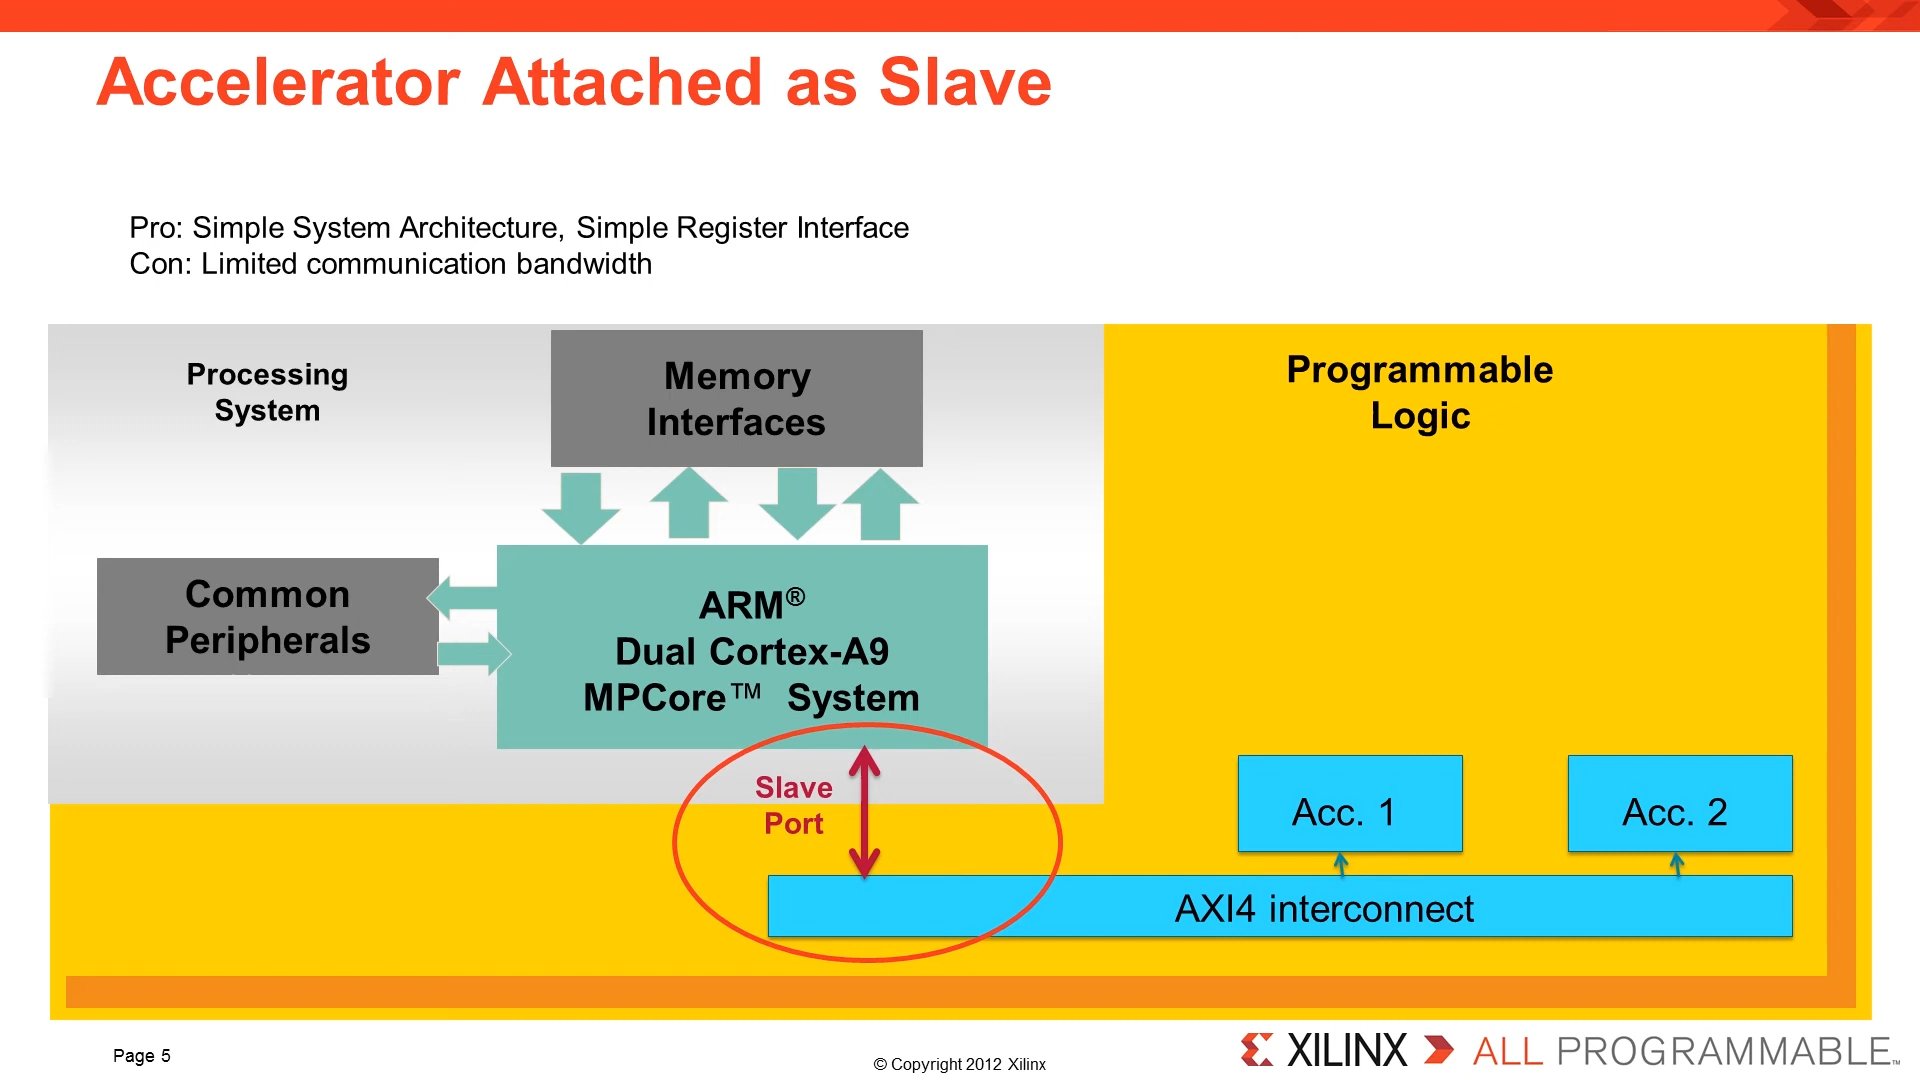 Accelerator Attached as Slave
Pro: Simple System Architecture, Simple Register Interface
Con: Limited communication bandwidth
Processing
System
Memory
Interfaces
Programmable
Logic
Common
Peripherals
ARM®
Dual Cortex-A9
MPCore™ System
Slave
Port
Acc. 1
Acc. 2
AXI4 interconnect
Page 5
© Copyright 2012 Xilinx
XILINX ALL PROGRAMMABLE™